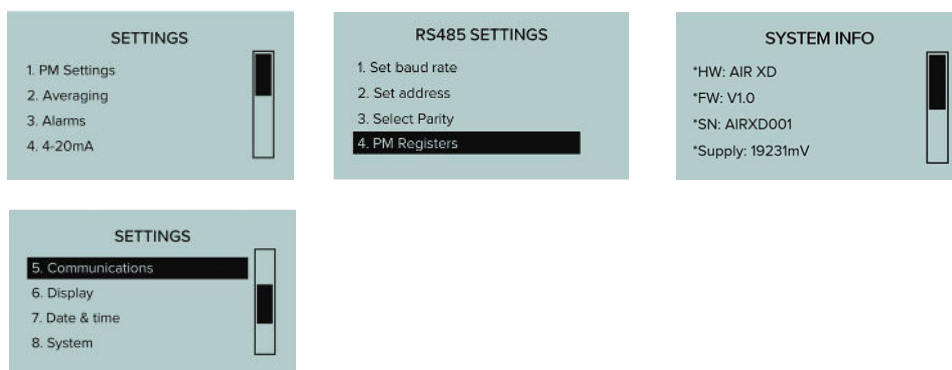 SETTINGS
1. PM Settings
2. Averaging
3. Alarms
4. 4-20mA
RS485 SETTINGS
1. Set baud rate
2. Set address
3. Select Parity
4. PM Registers
SYSTEM INFO
*HW: AIR XD
*FW: V1.0
*SN: AIRXD001
*Supply: 19231mV
SETTINGS
5. Communications
6. Display
7. Date & time
8. System